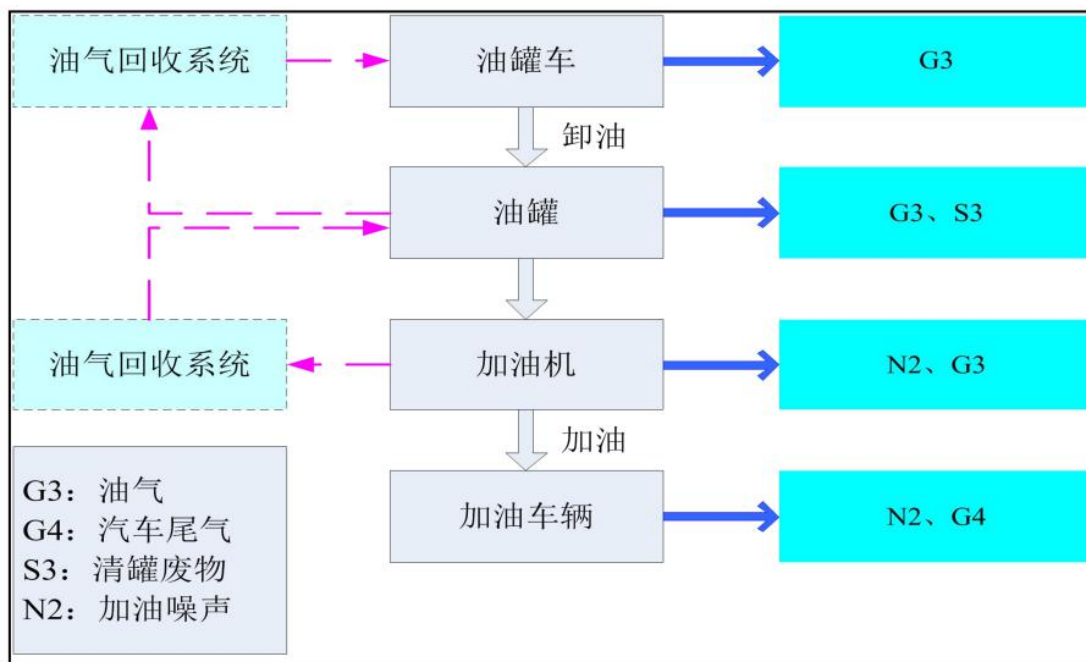 油气回收系统
油罐车
G3
卸油
油罐
G3、S3
油气回收系统
加油机
N2、G3
加油
加油车辆
N2、G4
G3：油气
G4：汽车尾气
S3：清罐废物
N2：加油噪声